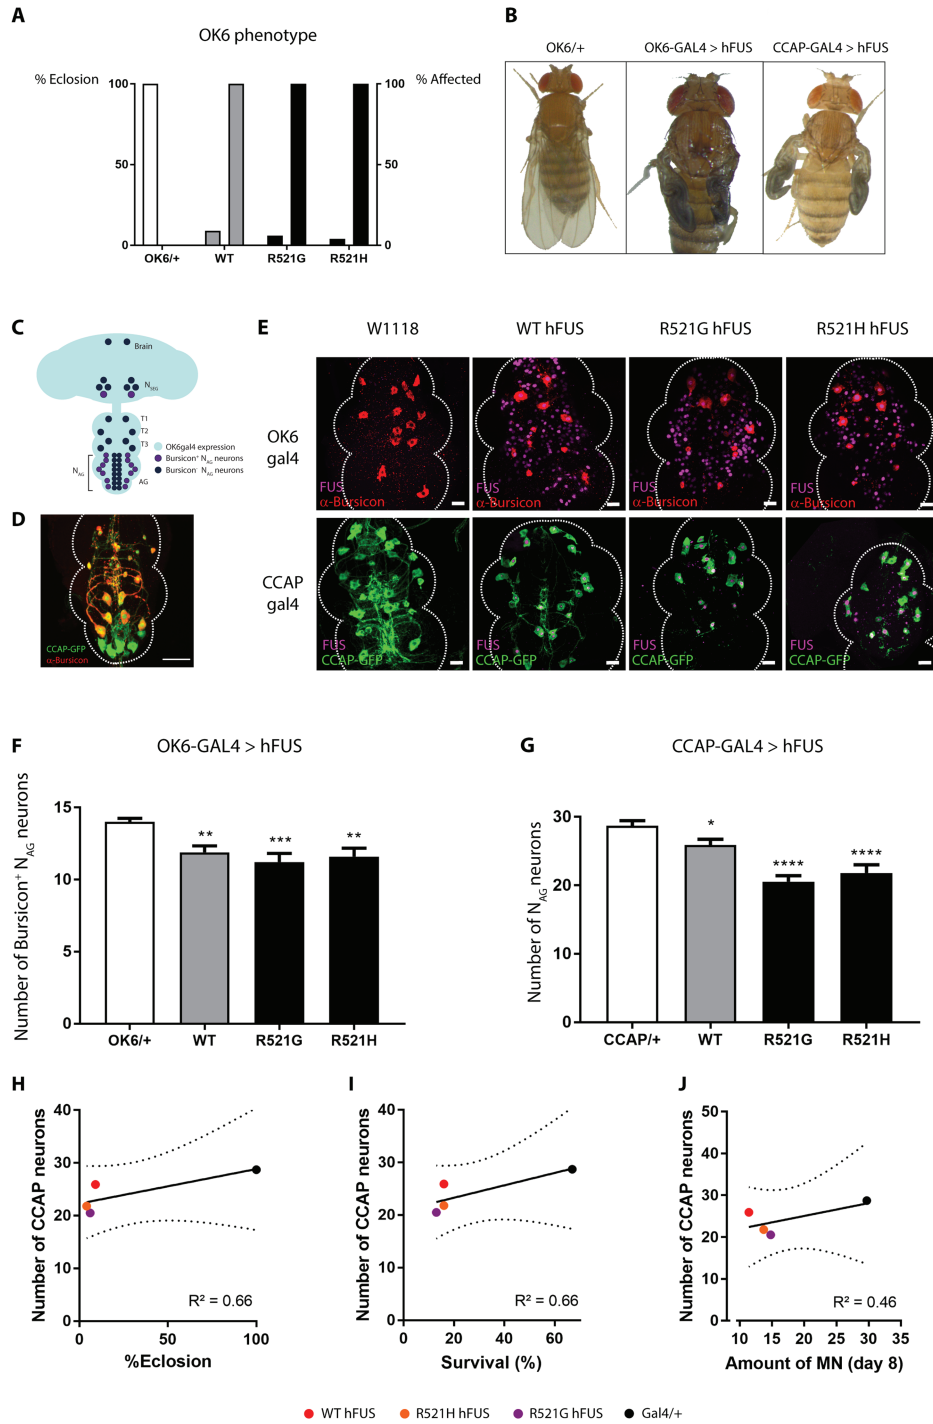 A
OK6 phenotype
% Eclosion
% Affected
100
50
0
100
50
0
OK6/+ WT R521G R521H
B
OK6/+ OK6-GAL4 > hFUS CCAP-GAL4 > hFUS
C
Brain
NSEG
T1
T2
T3
OK6gal4 expression
Bursicon+ NAG neurons
Bursicon- NAG neurons
NAG
AG
D
CCAP-GFP
α-Bursicon
E
W1118 WT hFUS R521G hFUS R521H hFUS
OK6
gal4
α-Bursicon
FUS
α-Bursicon
FUS
α-Bursicon
FUS
α-Bursicon
CCAP
gal4
FUS
CCAP-GFP
FUS
CCAP-GFP
FUS
CCAP-GFP
FUS
CCAP-GFP
F
OK6-GAL4 > hFUS
Number of Bursicon+ NAG neurons
15
10
5
0
** *** **
OK6/+ WT R521G R521H
G
CCAP-GAL4 > hFUS
Number of NAG neurons
30
20
10
0
* **** ****
CCAP/+ WT R521G R521H
H
Number of CCAP neurons
40
30
20
10
0
R² = 0.66
0 50 100
%Eclosion
I
Number of CCAP neurons
40
30
20
10
0
R² = 0.66
0 20 40 60
Survival (%)
J
Number of CCAP neurons
50
40
30
20
10
0
R² = 0.46
10 15 20 25 30 35
Amount of MN (day 8)
WT hFUS R521H hFUS R521G hFUS Gal4/+